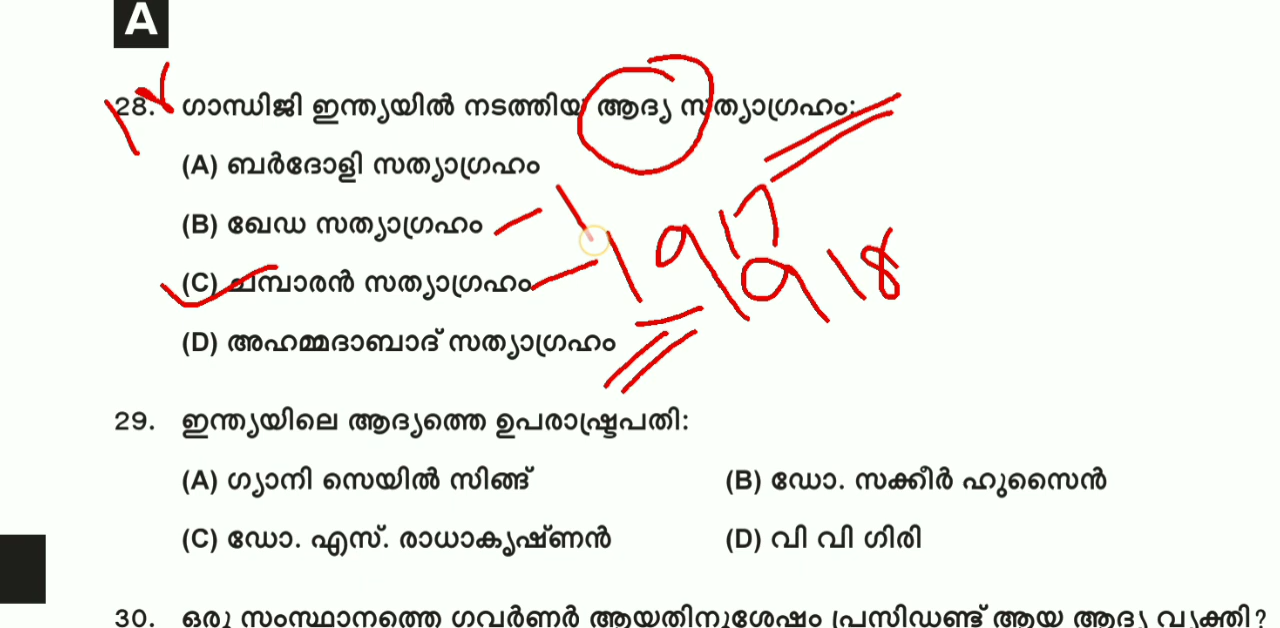 A
28. ഗാന്ധിജി ഇന്ത്യയിൽ നടത്തിയ ആദ്യ സത്യാഗ്രഹം:
(A) ബർദോളി സത്യാഗ്രഹം
(B) ഖേഡ സത്യാഗ്രഹം
(C) ചമ്പാരൻ സത്യാഗ്രഹം
(D) അഹമ്മദാബാദ് സത്യാഗ്രഹം
1917
1918
29. ഇന്ത്യയിലെ ആദ്യത്തെ ഉപരാഷ്ട്രപതി:
(A) ഗ്യാനി സെയിൽ സിങ്ങ് (B) ഡോ. സക്കീർ ഹുസൈൻ
(C) ഡോ. എസ്. രാധാകൃഷ്ണൻ (D) വി വി ഗിരി
30. ഒരു സംസ്ഥാനത്തെ ഗവർണർ ആയതിനുശേഷം പ്രസിഡണ്ട് ആയ ആദ്യ വ്യക്തി?